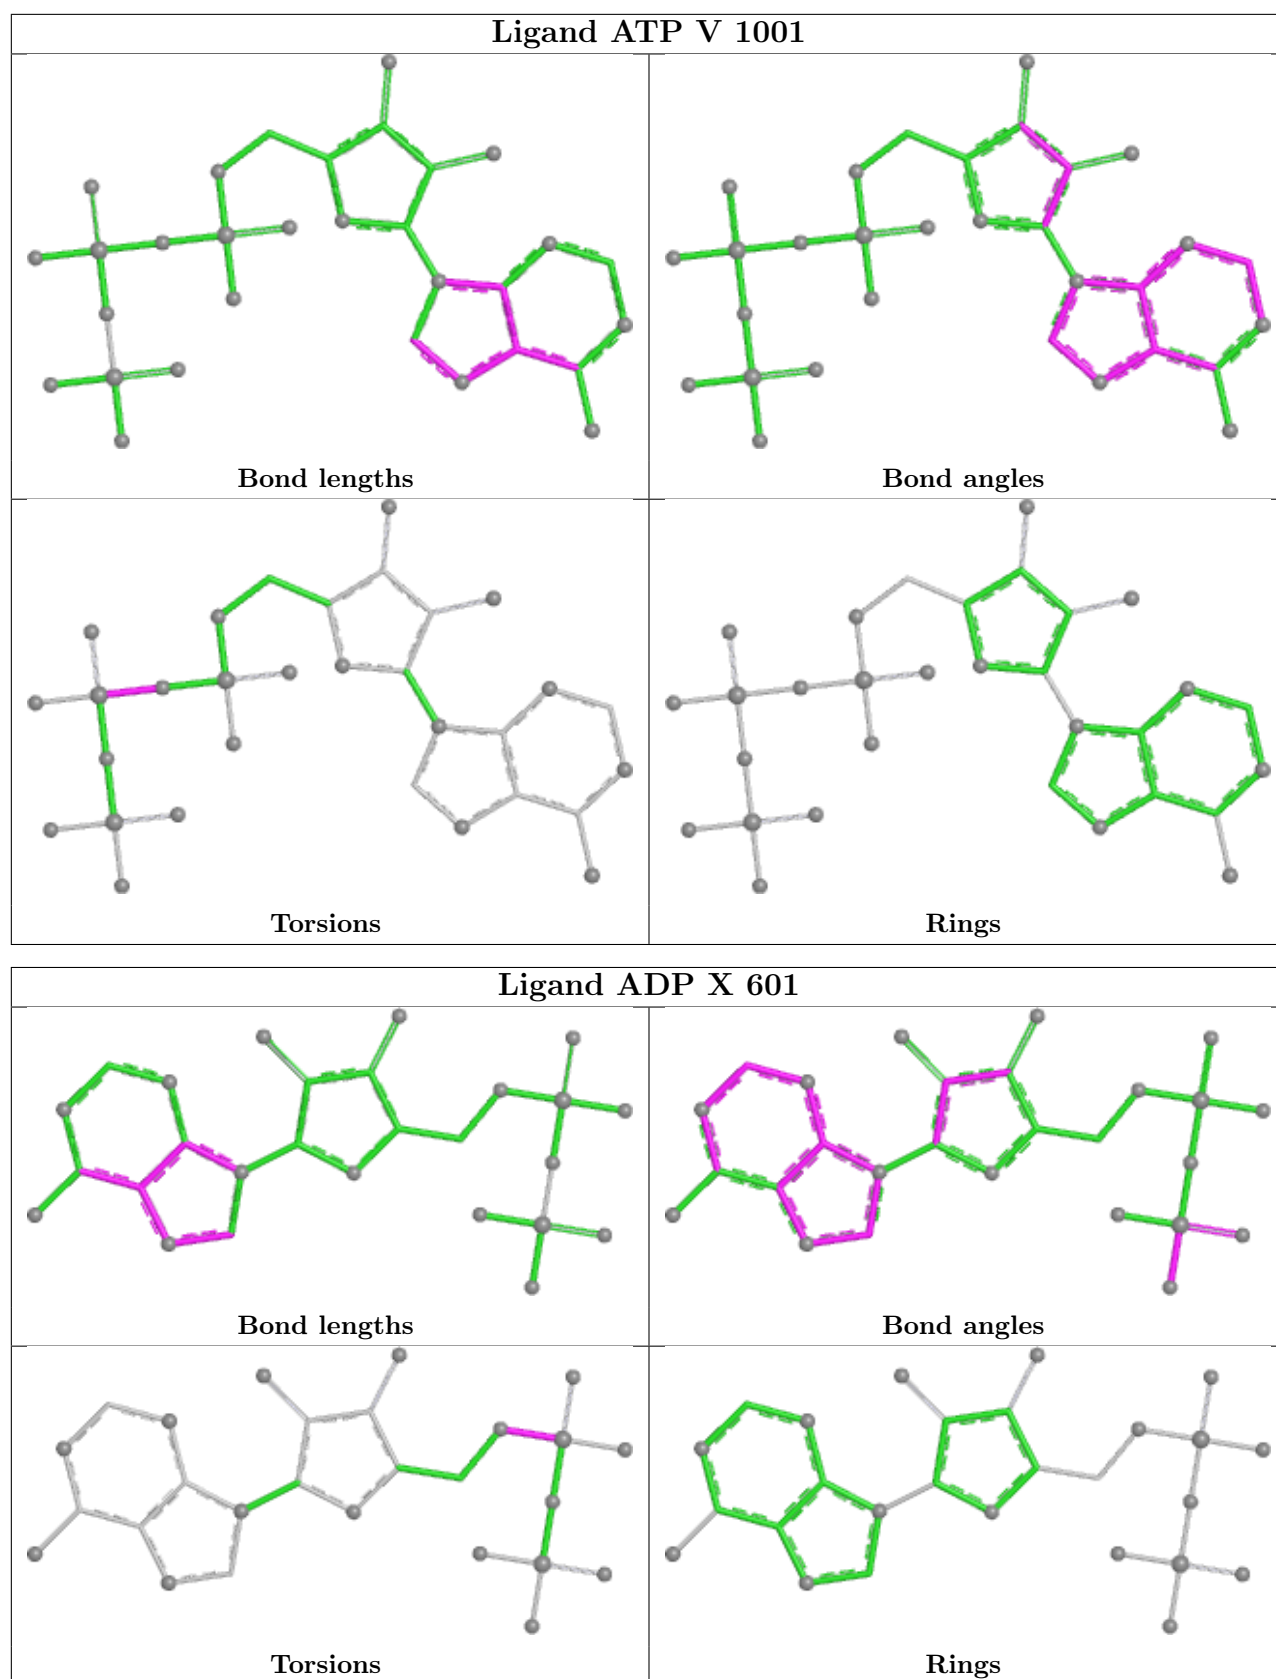 Ligand ATP V 1001
Bond lengths
Bond angles
Torsions
Rings
Ligand ADP X 601
Bond lengths
Bond angles
Torsions
Rings